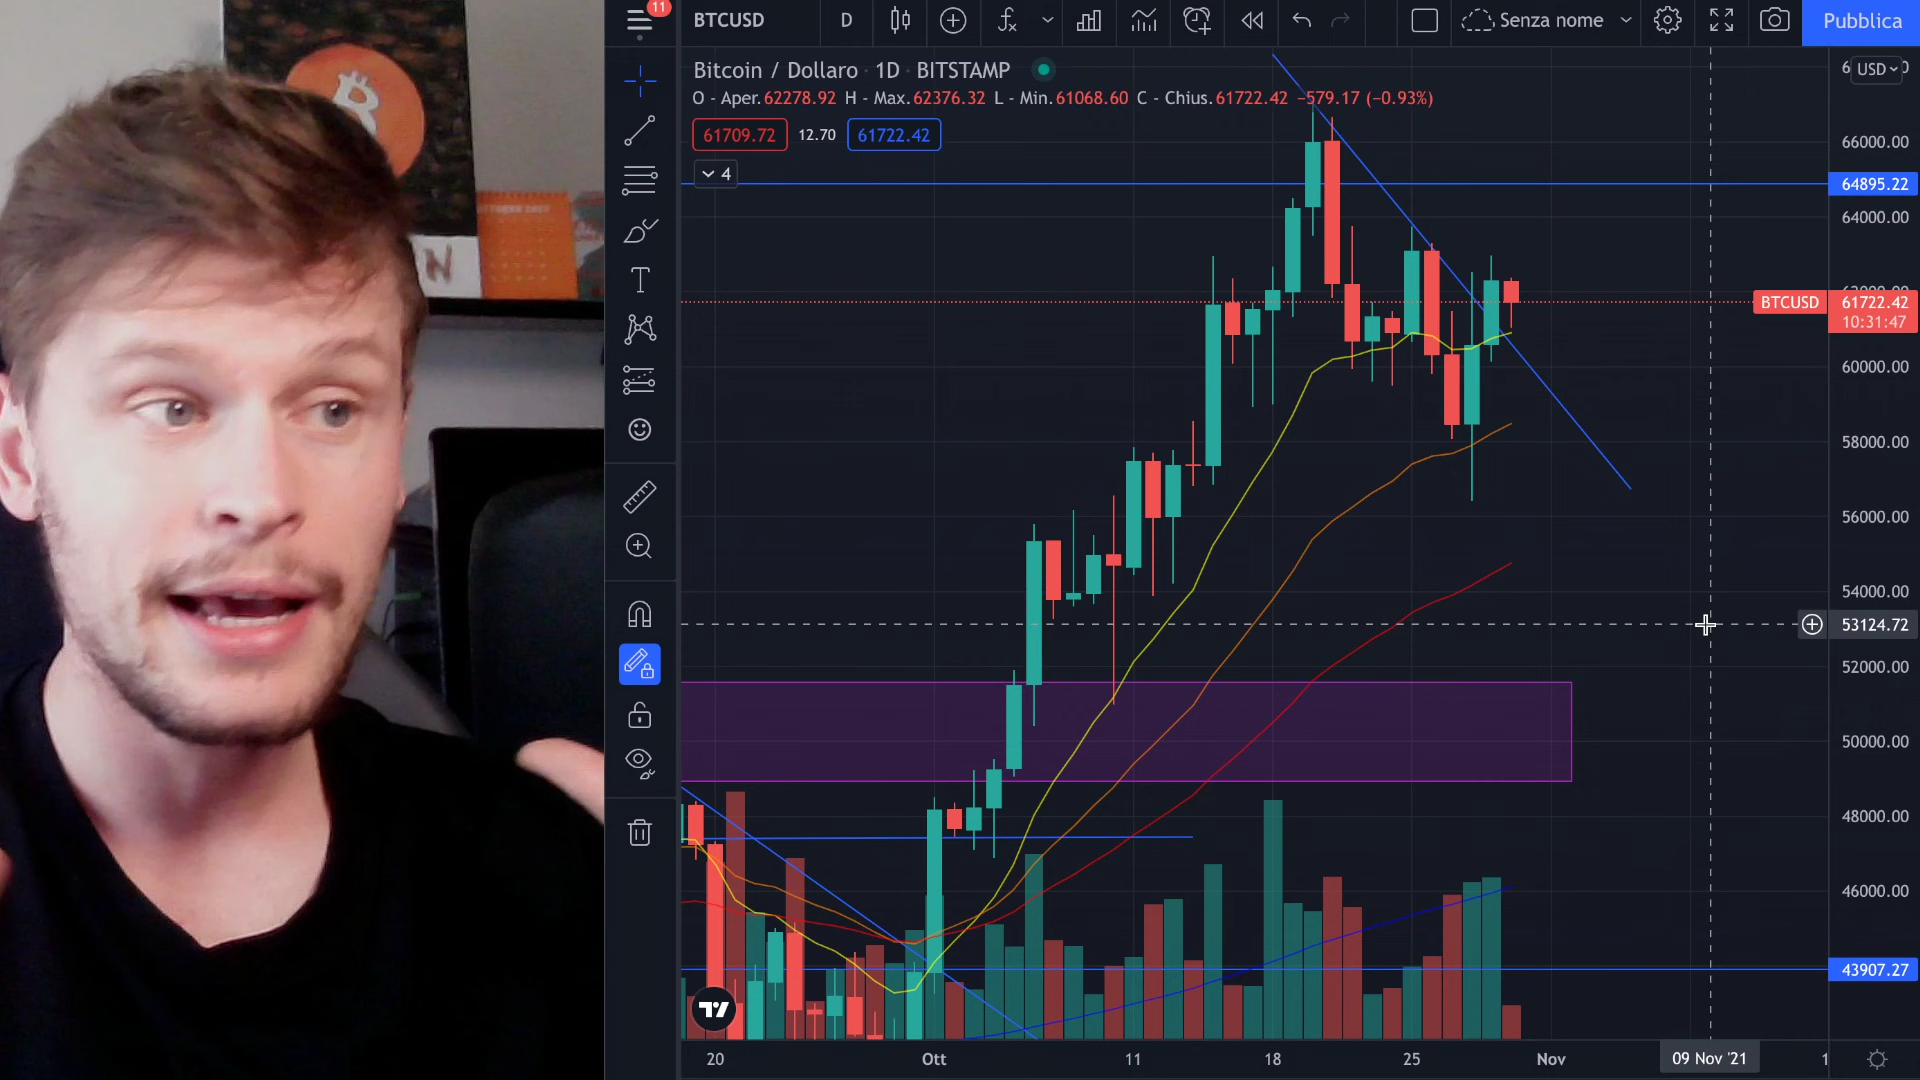 11
BTCUSD D Senza nome Pubblica
Bitcoin / Dollaro · 1D · BITSTAMP
O - Aper.62278.92 H - Max.62376.32 L - Min.61068.60 C - Chius.61722.42 −579.17 (−0.93%)
61709.72 12.70 61722.42
4
USD
66000.00
64895.22
64000.00
BTCUSD 61722.42
10:31:47
60000.00
58000.00
56000.00
54000.00
53124.72
52000.00
50000.00
48000.00
46000.00
43907.27
20 Ott 11 18 25 Nov 09 Nov '21 1
B
N